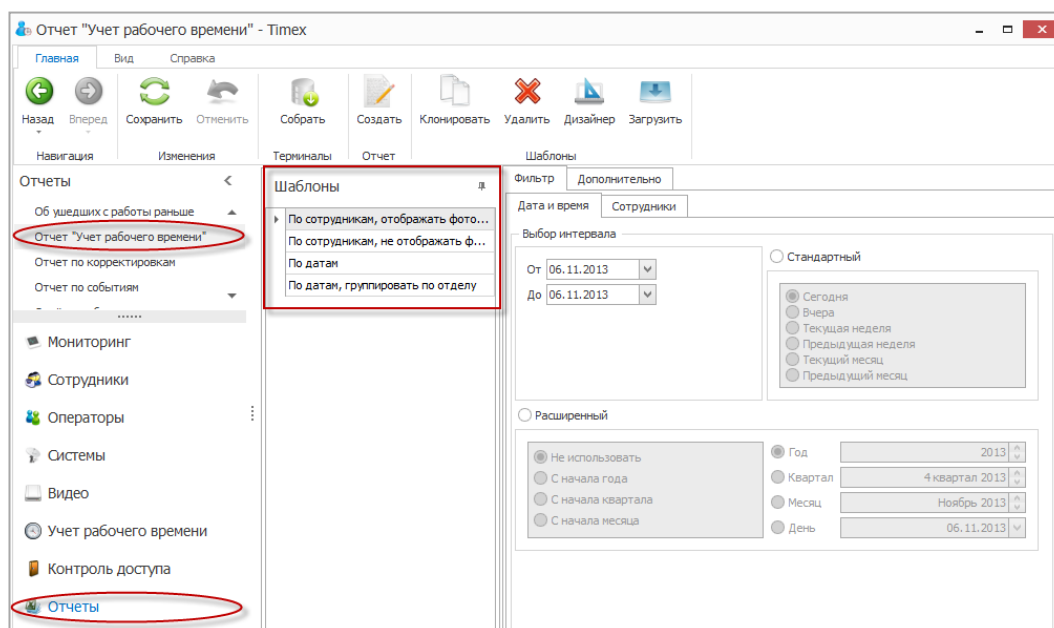 Отчет "Учет рабочего времени" - Timex
Главная Вид Справка
Назад Вперед Сохранить Отменить Собрать Создать Клонировать Удалить Дизайнер Загрузить
Навигация Изменения Терминалы Отчет Шаблоны
Отчеты
Об ушедших с работы раньше
Отчет "Учет рабочего времени"
Отчет по корректировкам
Отчет по событиям
Мониторинг
Сотрудники
Операторы
Системы
Видео
Учет рабочего времени
Контроль доступа
Отчеты
Шаблоны
По сотрудникам, отображать фото...
По сотрудникам, не отображать ф...
По датам
По датам, группировать по отделу
Фильтр Дополнительно
Дата и время Сотрудники
Выбор интервала
От 06.11.2013
До 06.11.2013
Стандартный
Сегодня
Вчера
Текущая неделя
Предыдущая неделя
Текущий месяц
Предыдущий месяц
Расширенный
Не использовать
С начала года
С начала квартала
С начала месяца
Год 2013
Квартал 4 квартал 2013
Месяц Ноябрь 2013
День 06.11.2013